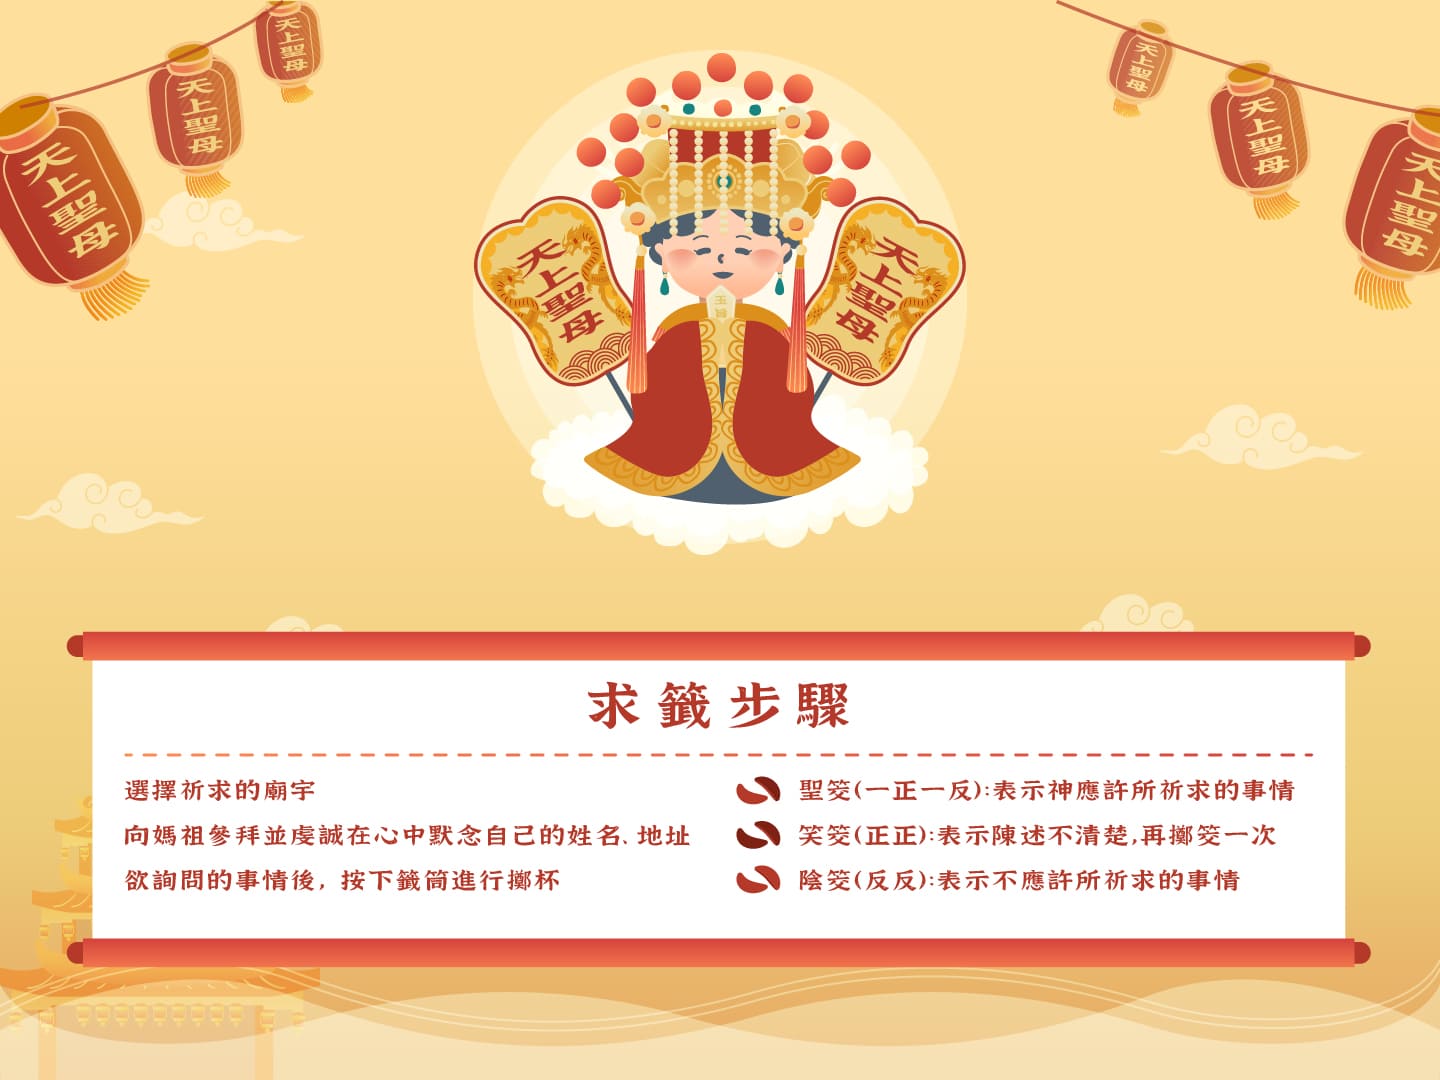 天上聖母
天上聖母
天上聖母
天上聖母
天上聖母
天上聖母
天上聖母
天上聖母
求籤步驟
選擇祈求的廟宇
向媽祖參拜並虔誠在心中默念自己的姓名、地址
欲詢問的事情後, 按下籤筒進行擲杯
聖筊(一正一反):表示神應許所祈求的事情
笑筊(正正):表示陳述不清楚,再擲筊一次
陰筊(反反):表示不應許所祈求的事情